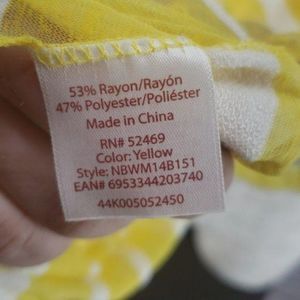 53% Rayon/Rayón
47% Polyester/Poliéster
Made in China
RN# 52469
Color: Yellow
Style: NBWM14B151
EAN# 6953344203740
44K005052450